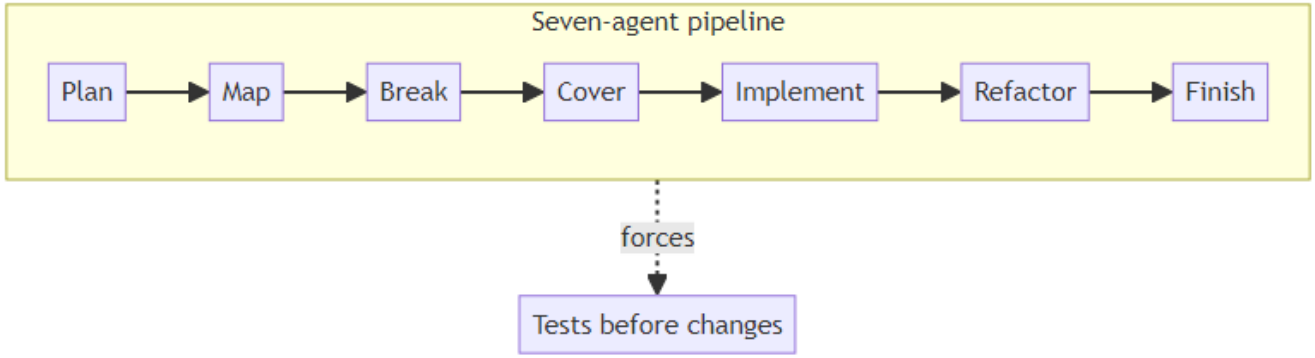 Seven-agent pipeline
Plan
Map
Break
Cover
Implement
Refactor
Finish
forces
Tests before changes